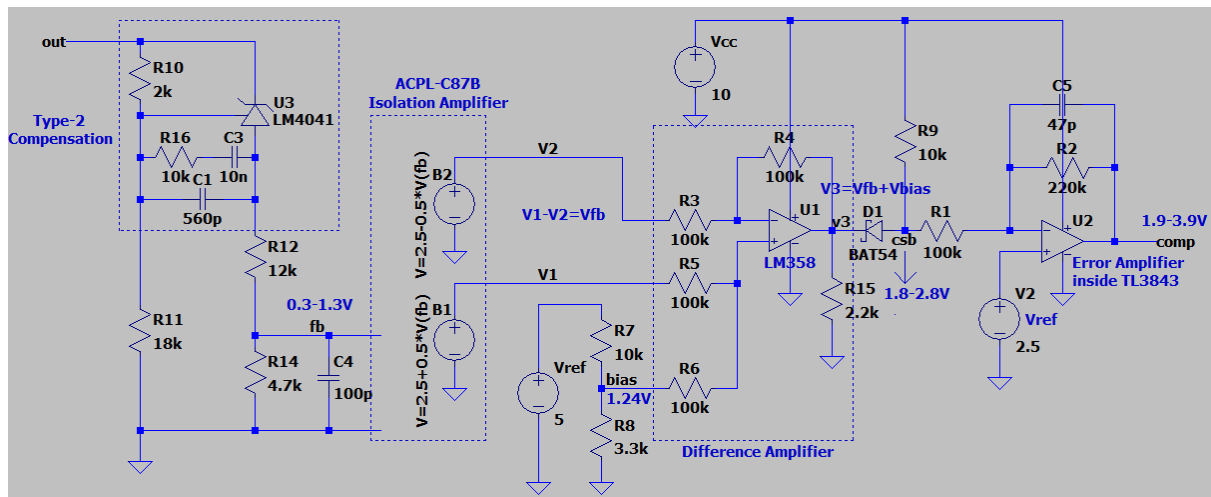 out
R10
2k
U3
LM4041
Type-2
Compensation
R16
10k
C3
10n
C1
560p
R12
12k
0.3-1.3V
fb
R11
18k
R14
4.7k
C4
100p
ACPL-C87B
Isolation Amplifier
V=2.5-0.5*V(fb)
B2
V=2.5+0.5*V(fb)
B1
V2
V1-V2=Vfb
V1
Vref
5
R7
10k
bias
1.24V
R8
3.3k
Vcc
10
R4
100k
R3
100k
R5
100k
R6
100k
U1
LM358
V3=Vfb+Vbias
v3
D1
BAT54
csb
R15
2.2k
1.8-2.8V
Difference Amplifier
R9
10k
R1
100k
C5
47p
R2
220k
U2
1.9-3.9V
comp
Error Amplifier
inside TL3843
V2
Vref
2.5